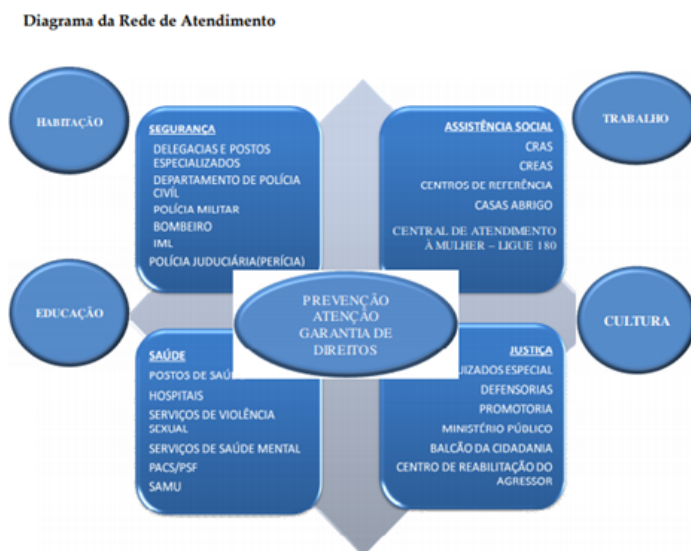 Diagrama da Rede de Atendimento
HABITAÇÃO
TRABALHO
SEGURANÇA
DELEGACIAS E POSTOS
ESPECIALIZADOS
DEPARTAMENTO DE POLÍCIA
CIVÍL
POLÍCIA MILITAR
BOMBEIRO
IML
POLÍCIA JUDUCIÁRIA(PERÍCIA)
ASSISTÊNCIA SOCIAL
CRAS
CREAS
CENTROS DE REFERÊNCIA
CASAS ABRIGO
CENTRAL DE ATENDIMENTO
À MULHER – LIGUE 180
EDUCAÇÃO
PREVENÇÃO
ATENÇÃO
GARANTIA DE
DIREITOS
CULTURA
SAÚDE
POSTOS DE
HOSPITAIS
SERVIÇOS DE VIOLÊNCIA
SEXUAL
SERVIÇOS DE SAÚDE MENTAL
PACS/PSF
SAMU
JUSTIÇA
ESPECIAL
DEFENSORIAS
PROMOTORIA
MINISTÉRIO PÚBLICO
BALCÃO DA CIDADANIA
CENTRO DE REABILITAÇÃO DO
AGRESSOR